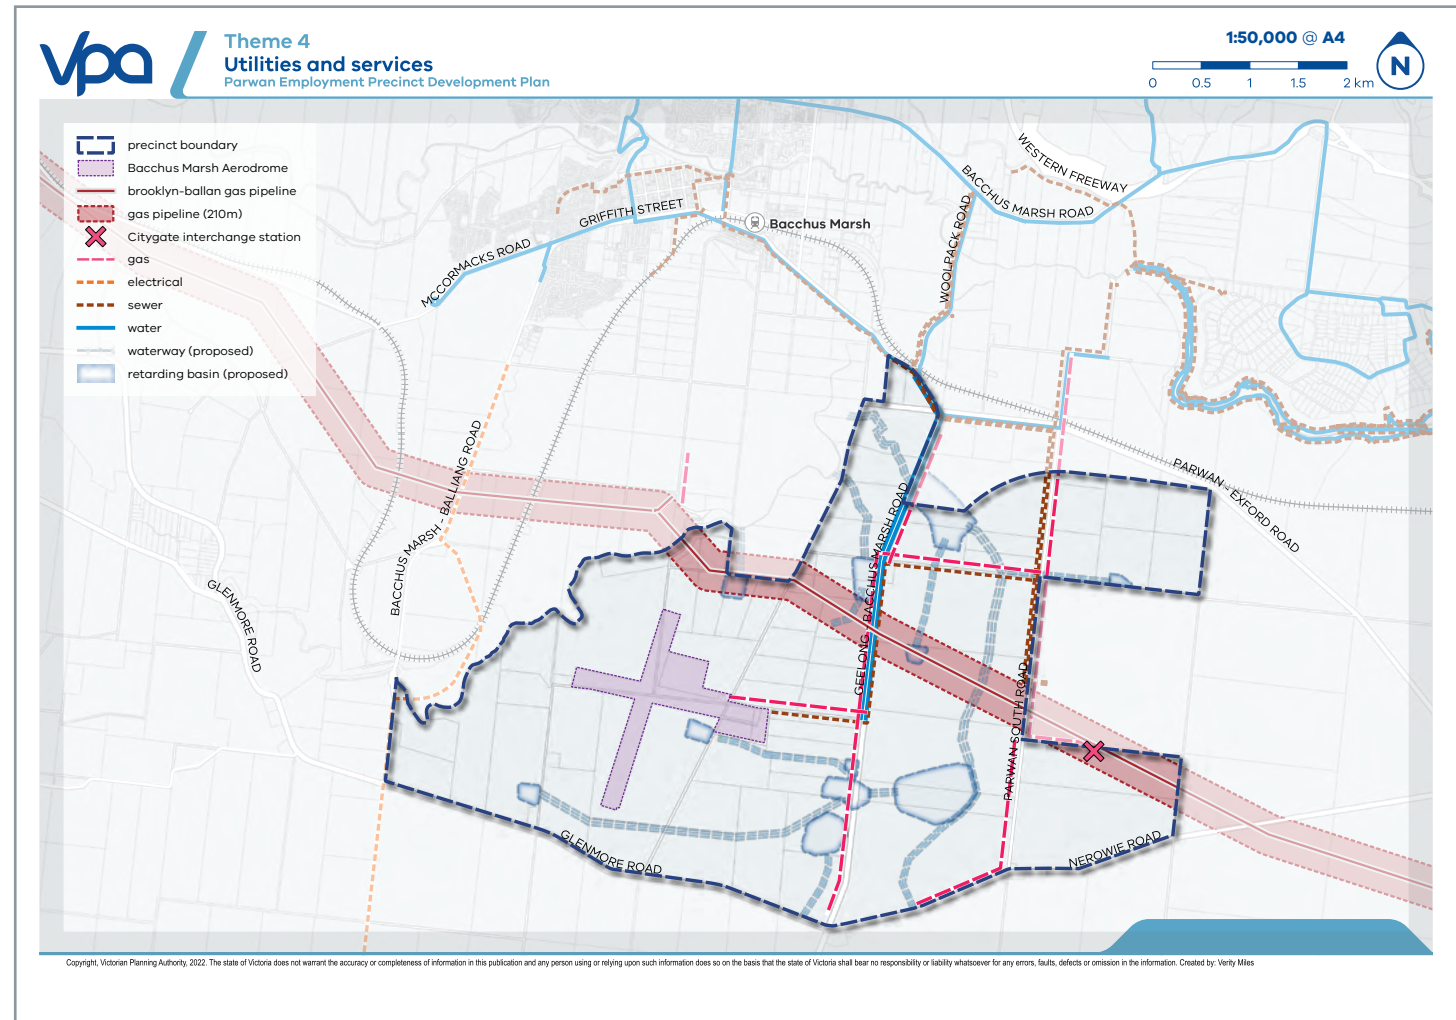 vpa
Theme 4
Utilities and services
Parwan Employment Precinct Development Plan
1:50,000 @ A4
0 0.5 1 1.5 2 km
N
precinct boundary
Bacchus Marsh Aerodrome
brooklyn-ballan gas pipeline
gas pipeline (210m)
Citygate interchange station
gas
electrical
sewer
water
waterway (proposed)
retarding basin (proposed)
WESTERN FREEWAY
BACCHUS MARSH ROAD
GRIFFITH STREET
Bacchus Marsh
WOOLPACK ROAD
MCCORMACKS ROAD
BACCHUS MARSH - BALLIANG ROAD
PARWAN - EXFORD ROAD
GEELONG - BACCHUS MARSH ROAD
GLENMORE ROAD
PARWAN SOUTH ROAD
GLENMORE ROAD
NEROWIE ROAD
Copyright, Victorian Planning Authority, 2022. The state of Victoria does not warrant the accuracy or completeness of information in this publication and any person using or relying upon such information does so on the basis that the state of Victoria shall bear no responsibility or liability whatsoever for any errors, faults, defects or omission in the information. Created by: Verity Miles